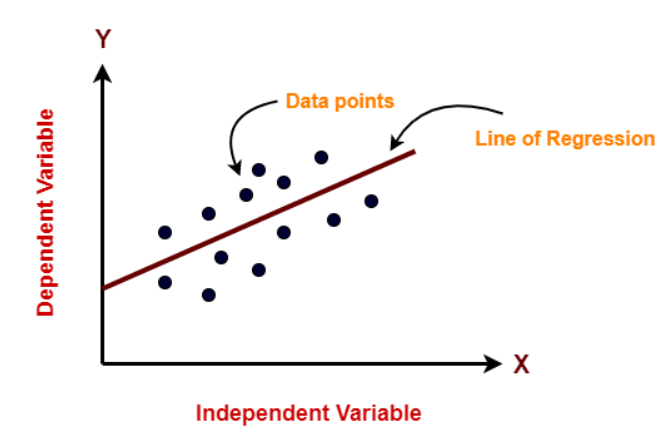 Y
Data points
Line of Regression
Dependent Variable
X
Independent Variable